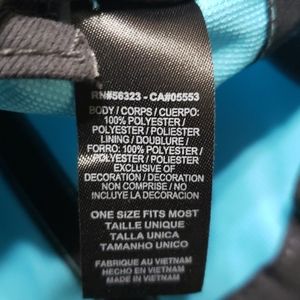 RN#56323 - CA#05553
BODY / CORPS / CUERPO:
100% POLYESTER /
POLYESTER / POLIESTER
LINING / DOUBLURE /
FORRO: 100% POLYESTER /
POLYESTER / POLIESTER
EXCLUSIVE OF
DECORATION / DECORATION
NON COMPRISE / NO
INCLUYE LA DECORACION
ONE SIZE FITS MOST
TAILLE UNIQUE
TALLA UNICA
TAMANHO UNICO
FABRIQUE AU VIETNAM
HECHO EN VIETNAM
MADE IN VIETNAM